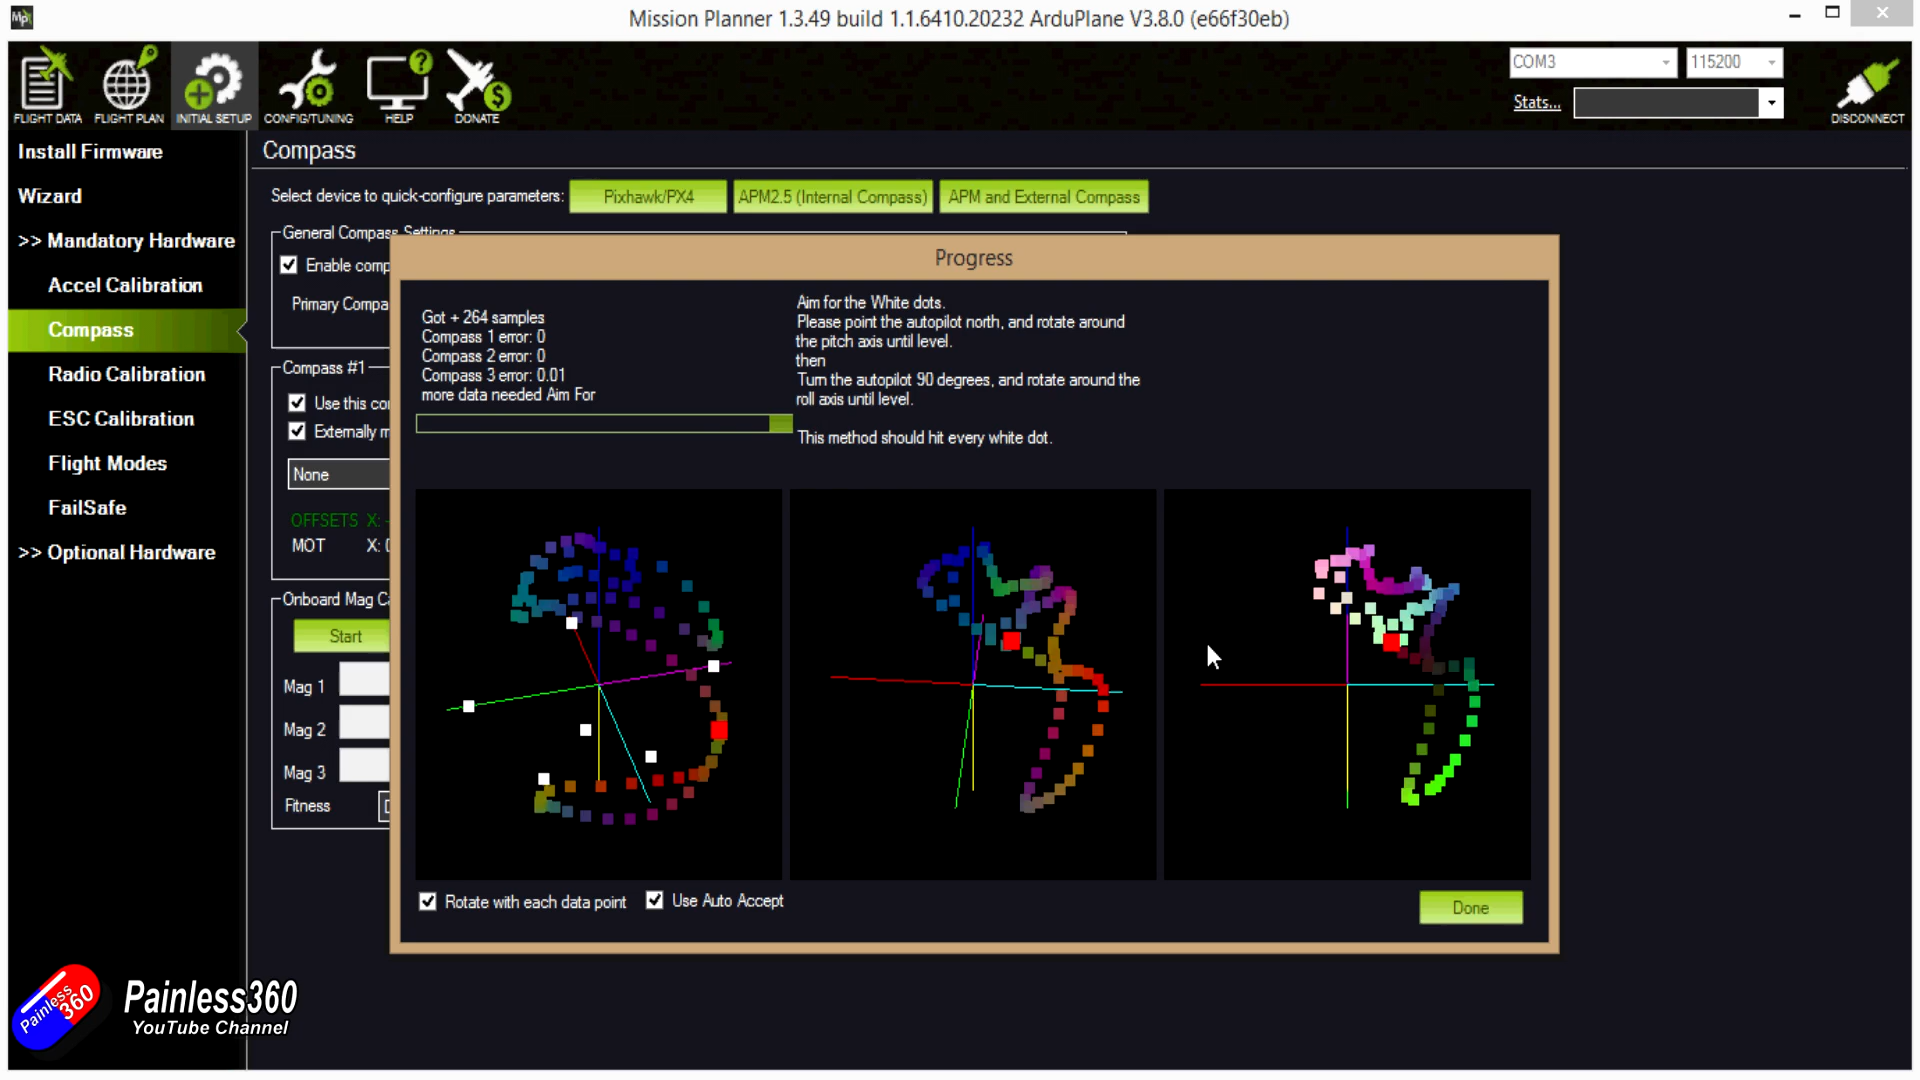 Mission Planner 1.3.49 build 1.1.6410.20232 ArduPlane V3.8.0 (e66f30eb)
FLIGHT DATA
FLIGHT PLAN
INITIAL SETUP
CONFIG/TUNING
HELP
DONATE
COM3
115200
Stats...
DISCONNECT
Install Firmware
Wizard
>> Mandatory Hardware
Accel Calibration
Compass
Radio Calibration
ESC Calibration
Flight Modes
FailSafe
>> Optional Hardware
Compass
Select device to quick-configure parameters:
Pixhawk/PX4
APM2.5 (Internal Compass)
APM and External Compass
General Compass Settings
Enable comp
Primary Compa
Compass #1
Use this co
Externally m
None
OFFSETS X: -
MOT X: 0
Onboard Mag C
Start
Mag 1
Mag 2
Mag 3
Fitness
Progress
Got + 264 samples
Compass 1 error: 0
Compass 2 error: 0
Compass 3 error: 0.01
more data needed Aim For
Aim for the White dots.
Please point the autopilot north, and rotate around
the pitch axis until level.
then
Turn the autopilot 90 degrees, and rotate around the
roll axis until level.
This method should hit every white dot.
Rotate with each data point
Use Auto Accept
Done
Painless
360
Painless360
YouTube Channel